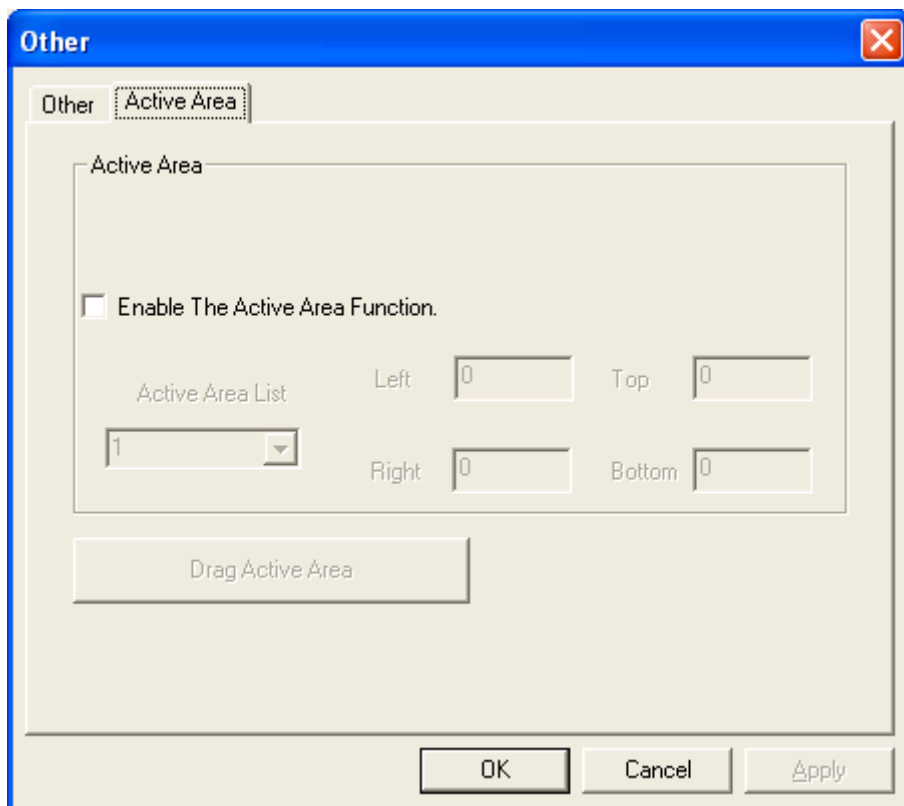 Other
Other Active Area
Active Area
Enable The Active Area Function.
Active Area List
1
Left 0 Top 0
Right 0 Bottom 0
Drag Active Area
OK Cancel Apply